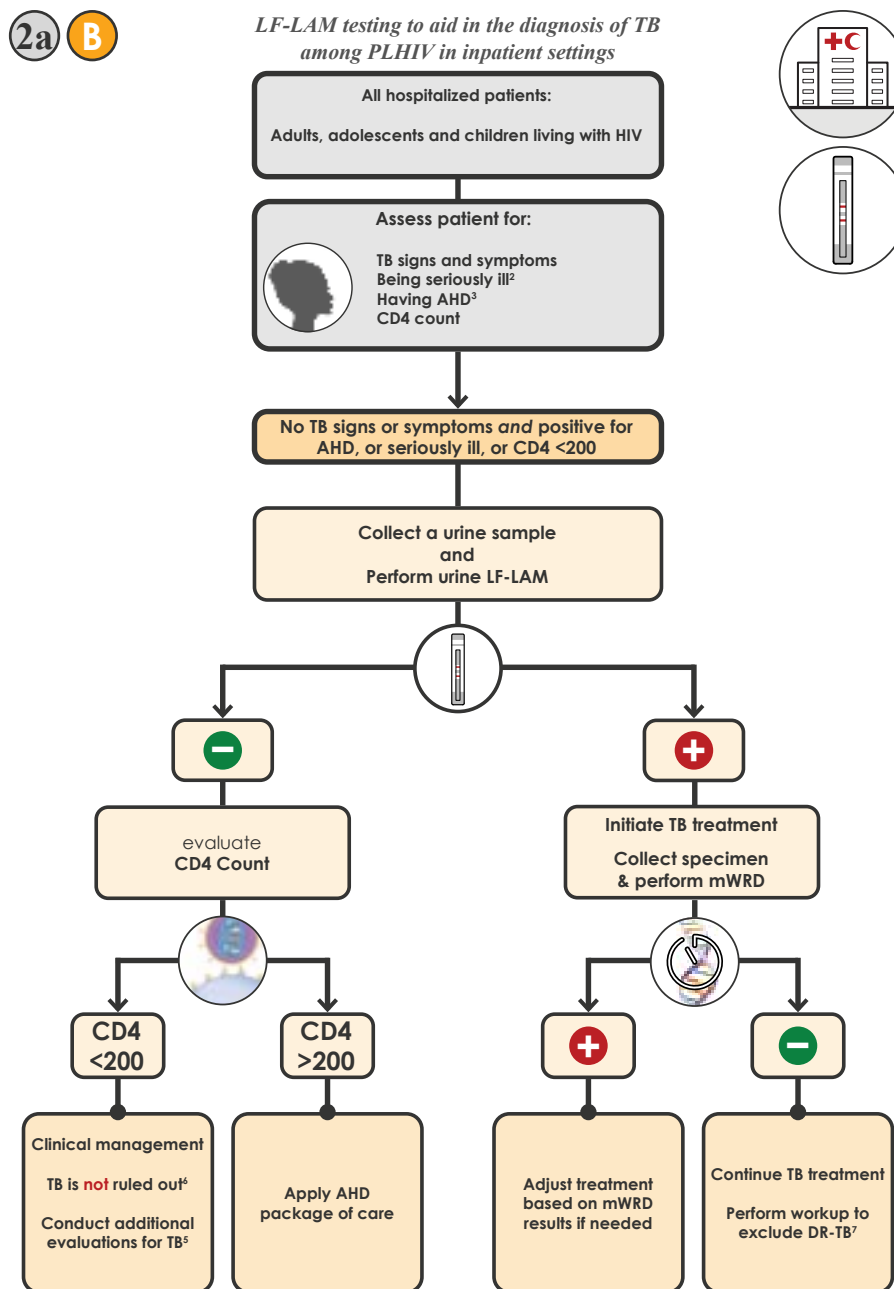 2a B
LF-LAM testing to aid in the diagnosis of TB
among PLHIV in inpatient settings
All hospitalized patients:
Adults, adolescents and children living with HIV
Assess patient for:
TB signs and symptoms
Being seriously ill²
Having AHD³
CD4 count
No TB signs or symptoms and positive for
AHD, or seriously ill, or CD4 <200
Collect a urine sample
and
Perform urine LF-LAM
evaluate
CD4 Count
Initiate TB treatment
Collect specimen
& perform mWRD
CD4
<200
CD4
>200
Clinical management
TB is not ruled out⁶
Conduct additional
evaluations for TB⁵
Apply AHD
package of care
Adjust treatment
based on mWRD
results if needed
Continue TB treatment
Perform workup to
exclude DR-TB⁷